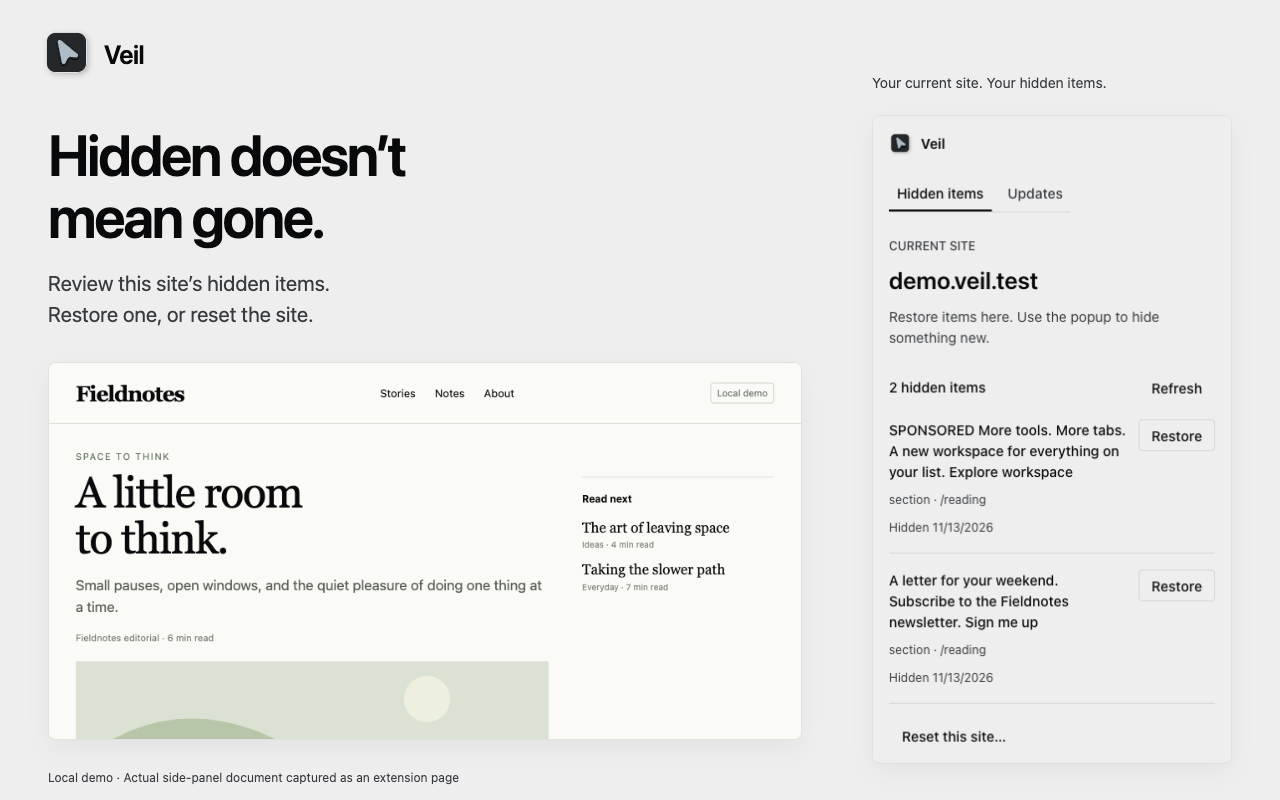 Veil
Hidden doesn’t
mean gone.
Review this site’s hidden items.
Restore one, or reset the site.
Fieldnotes
Stories Notes About
Local demo
SPACE TO THINK
A little room
to think.
Small pauses, open windows, and the quiet pleasure of doing one thing at
a time.
Fieldnotes editorial · 6 min read
Read next
The art of leaving space
Ideas · 4 min read
Taking the slower path
Everyday · 7 min read
Local demo · Actual side-panel document captured as an extension page
Your current site. Your hidden items.
Veil
Hidden items Updates
CURRENT SITE
demo.veil.test
Restore items here. Use the popup to hide
something new.
2 hidden items Refresh
SPONSORED More tools. More tabs.
A new workspace for everything on
your list. Explore workspace
Restore
section · /reading
Hidden 11/13/2026
A letter for your weekend.
Subscribe to the Fieldnotes
newsletter. Sign me up
Restore
section · /reading
Hidden 11/13/2026
Reset this site...